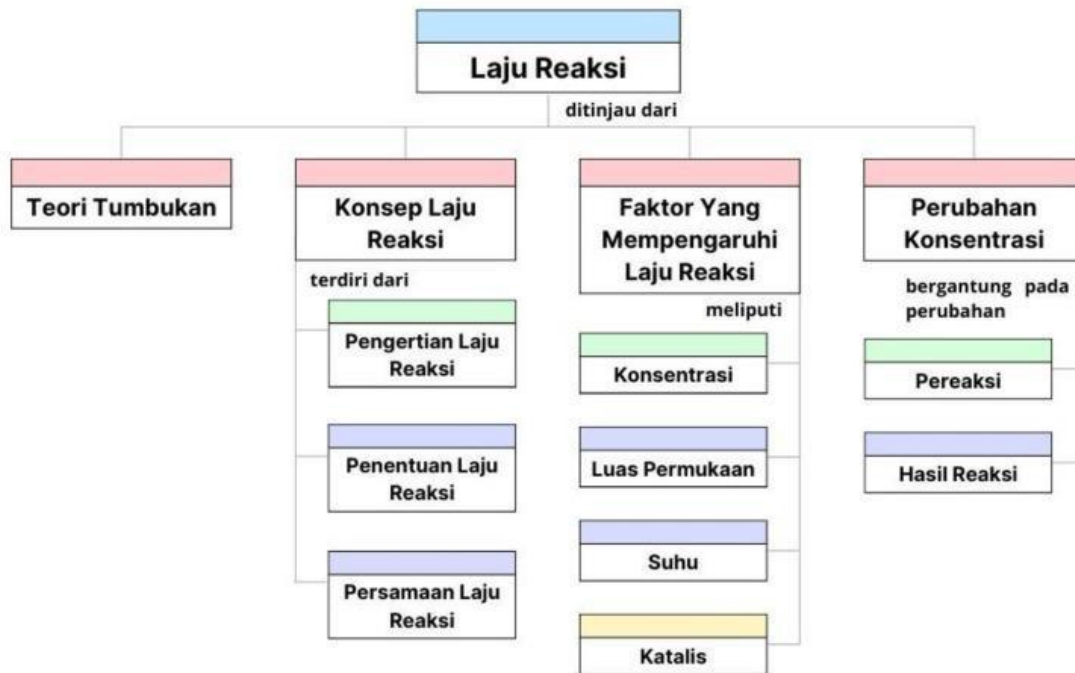 Laju Reaksi
ditinjau dari
Teori Tumbukan
Konsep Laju
Reaksi
terdiri dari
Pengertian Laju
Reaksi
Penentuan Laju
Reaksi
Persamaan Laju
Reaksi
Faktor Yang
Mempengaruhi
Laju Reaksi
meliputi
Konsentrasi
Luas Permukaan
Suhu
Katalis
Perubahan
Konsentrasi
bergantung pada
perubahan
Pereaksi
Hasil Reaksi